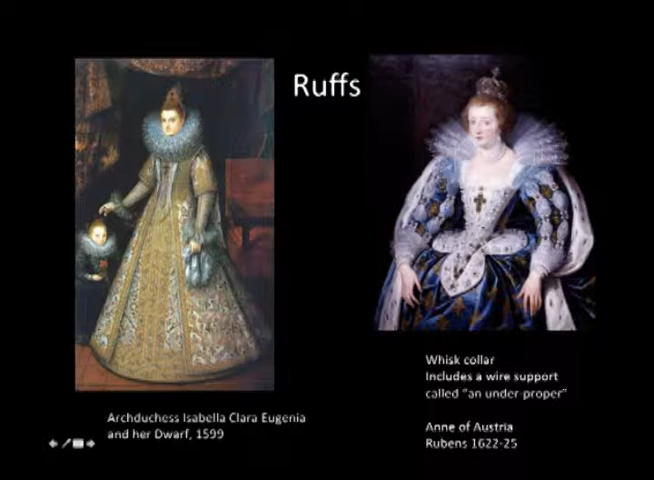 Ruffs
Whisk collar
Includes a wire support
called "an under-proper"
Anne of Austria
Rubens 1622-25
Archduchess Isabella Clara Eugenia
and her Dwarf, 1599